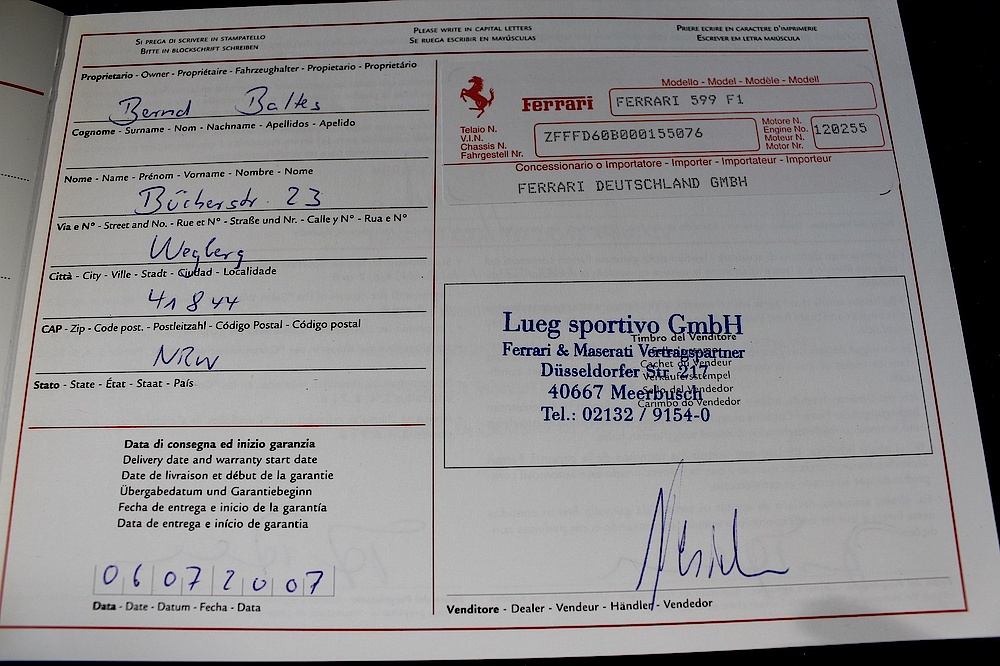 SI PREGA DI SCRIVERE IN STAMPATELLO
BITTE IN BLOCKSCHRIFT SCHREIBEN
PLEASE WRITE IN CAPITAL LETTERS
SE RUEGA ESCRIBIR EN MAYÚSCULAS
PRIERE ECRIRE EN CARACTERE D'IMPRIMERIE
ESCREVER EM LETRA MAIÚSCULA
Proprietario - Owner - Propriétaire - Fahrzeughalter - Propietario - Proprietário
Bernd Baltes
Cognome - Surname - Nom - Nachname - Apellidos - Apelido
Nome - Name - Prénom - Vorname - Nombre - Nome
Bücherstr. 23
Via e N° - Street and No. - Rue et N° - Straße und Nr. - Calle y N° - Rua e N°
Wegberg
Città - City - Ville - Stadt - Ciudad - Localidade
41844
CAP - Zip - Code post. - Postleitzahl - Código Postal - Código postal
NRW
Stato - State - État - Staat - País
Data di consegna ed inizio garanzia
Delivery date and warranty start date
Date de livraison et début de la garantie
Übergabedatum und Garantiebeginn
Fecha de entrega e inicio de la garantía
Data de entrega e início de garantia
06072007
Data - Date - Datum - Fecha - Data
Modello - Model - Modèle - Modell
Ferrari
FERRARI 599 F1
Telaio N.
V.I.N.
Chassis N.
Fahrgestell Nr.
ZFFFD60B000155076
Motore N.
Engine No.
Moteur N.
Motor Nr.
120255
Concessionario o Importatore - Importer - Importateur - Importeur
FERRARI DEUTSCHLAND GMBH
Lueg sportivo GmbH
Timbro del Venditore
Ferrari & Maserati Vertragspartner
Cachet du Vendeur
Düsseldorfer Str. 217
Verkäuferstempel
40667 Meerbusch
Sello del Vendedor
Carimbo do Vendedor
Tel.: 02132 / 9154-0
Venditore - Dealer - Vendeur - Händler - Vendedor